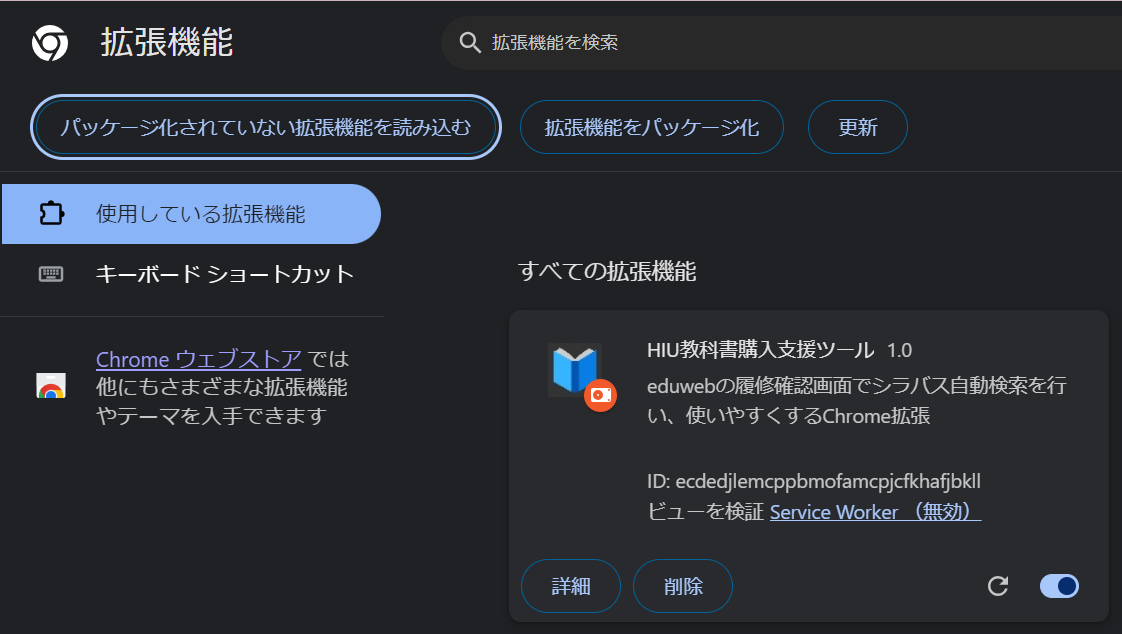 拡張機能
拡張機能を検索
パッケージ化されていない拡張機能を読み込む
拡張機能をパッケージ化
更新
使用している拡張機能
キーボード ショートカット
Chrome ウェブストア では
他にもさまざまな拡張機能
やテーマを入手できます
すべての拡張機能
HIU教科書購入支援ツール 1.0
eduwebの履修確認画面でシラバス自動検索を行
い、使いやすくするChrome拡張
ID: ecdedjlemcppbmofamcpjcfkhafjbkll
ビューを検証 Service Worker （無効）
詳細
削除